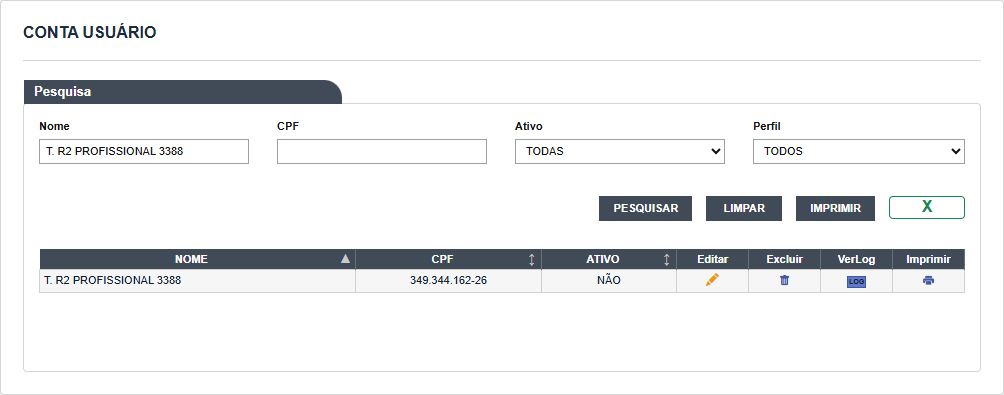 CONTA USUÁRIO
Pesquisa
Nome CPF Ativo Perfil
T. R2 PROFISSIONAL 3388 TODAS TODOS
PESQUISAR LIMPAR IMPRIMIR X
NOME CPF ATIVO Editar Excluir VerLog Imprimir
T. R2 PROFISSIONAL 3388 349.344.162-26 NÃO LOG